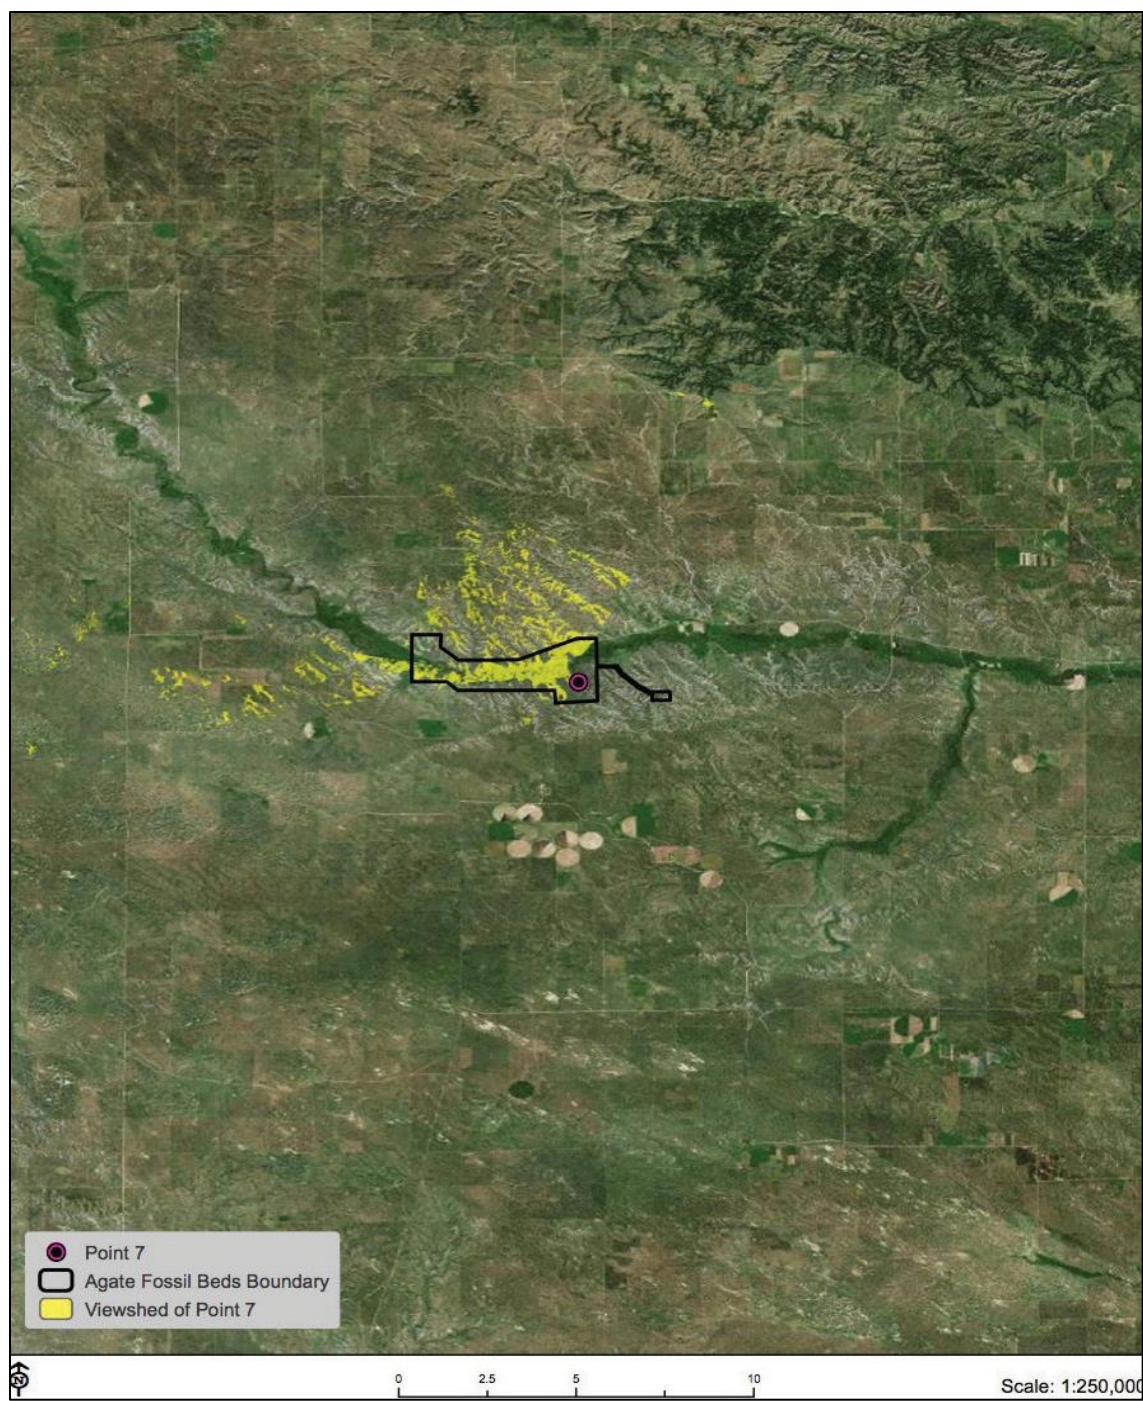 Point 7
Agate Fossil Beds Boundary
Viewshed of Point 7
N
0 2.5 5 10
Scale: 1:250,000